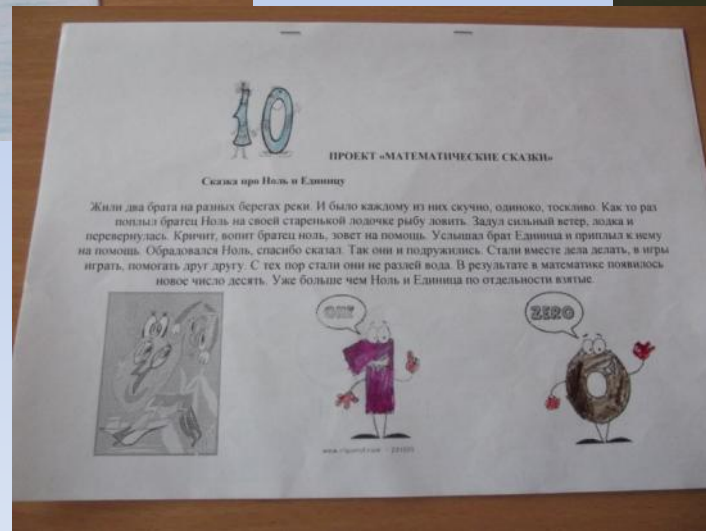 10
ПРОЕКТ «МАТЕМАТИЧЕСКИЕ СКАЗКИ»
Сказка про Ноль и Единицу
Жили два брата на разных берегах реки. И было каждому из них скучно, одиноко, тоскливо. Как то раз
поплыл братец Ноль на своей старенькой лодочке рыбу ловить. Задул сильный ветер, лодка и
перевернулась. Кричит, вопит братец ноль, зовет на помощь. Услышал брат Единица и приплыл к нему
на помощь. Обрадовался Ноль, спасибо сказал. Так они и подружились. Стали вместе дела делать, в игры
играть, помогать друг другу. С тех пор стали они не разлей вода. В результате в математике появилось
новое число десять. Уже больше чем Ноль и Единица по отдельности взятые.
ONE
ZERO